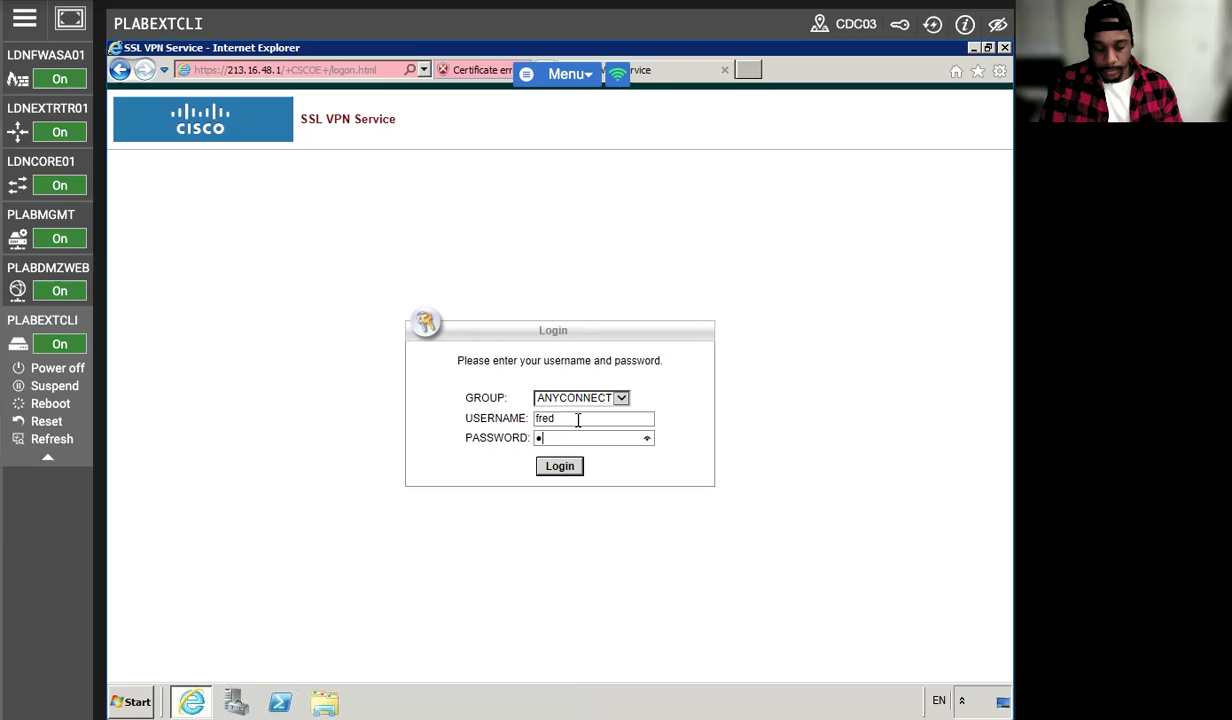 PLABEXTCLI
CDC03
LDNFWASA01
On
LDNEXTRTR01
On
LDNCORE01
On
PLABMGMT
On
PLABDMZWEB
On
PLABEXTCLI
On
Power off
Suspend
Reboot
Reset
Refresh
SSL VPN Service - Internet Explorer
https://213.16.48.1/+CSCOE+/logon.html
Certificate err
Menu
vice
CISCO
SSL VPN Service
Login
Please enter your username and password.
GROUP: ANYCONNECT
USERNAME: fred
PASSWORD: ●
Login
Start
EN